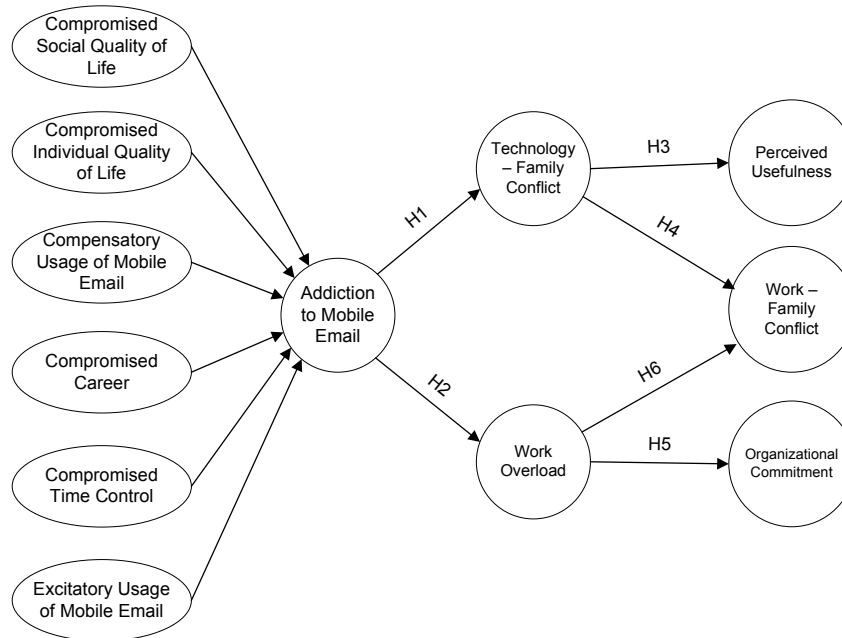 Compromised
Social Quality of
Life
Compromised
Individual Quality
of Life
Compensatory
Usage of Mobile
Email
Compromised
Career
Compromised
Time Control
Excitatory Usage
of Mobile Email
Addiction
to Mobile
Email
H1
H2
Technology
– Family
Conflict
Work
Overload
H3
H4
H6
H5
Perceived
Usefulness
Work –
Family
Conflict
Organizational
Commitment